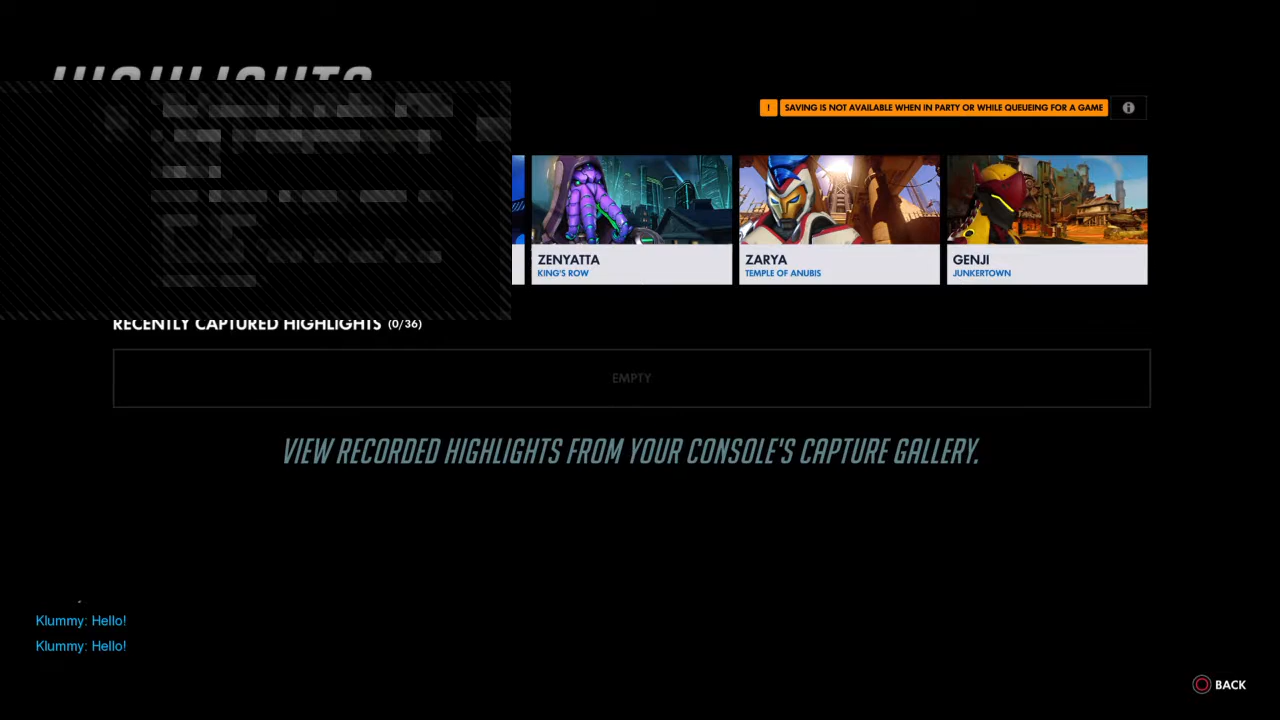 HIGHLIGHTS
! SAVING IS NOT AVAILABLE WHEN IN PARTY OR WHILE QUEUEING FOR A GAME
ZENYATTA
KING'S ROW
ZARYA
TEMPLE OF ANUBIS
GENJI
JUNKERTOWN
RECENTLY CAPTURED HIGHLIGHTS (0/36)
EMPTY
VIEW RECORDED HIGHLIGHTS FROM YOUR CONSOLE'S CAPTURE GALLERY.
Klummy: Hello!
Klummy: Hello!
BACK